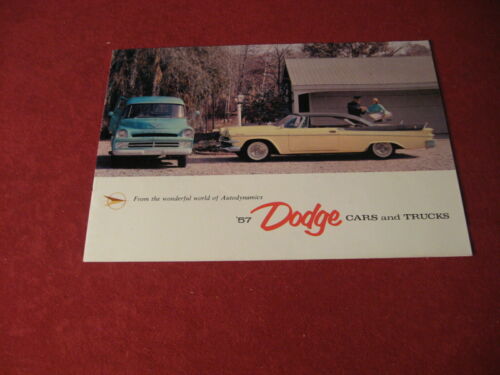 From the wonderful world of Autodynamics
'57 Dodge CARS and TRUCKS